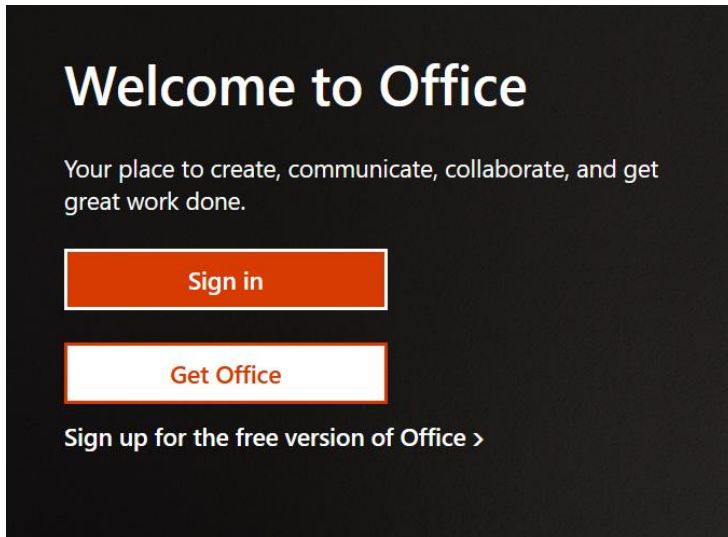 Welcome to Office
Your place to create, communicate, collaborate, and get
great work done.
Sign in
Get Office
Sign up for the free version of Office >